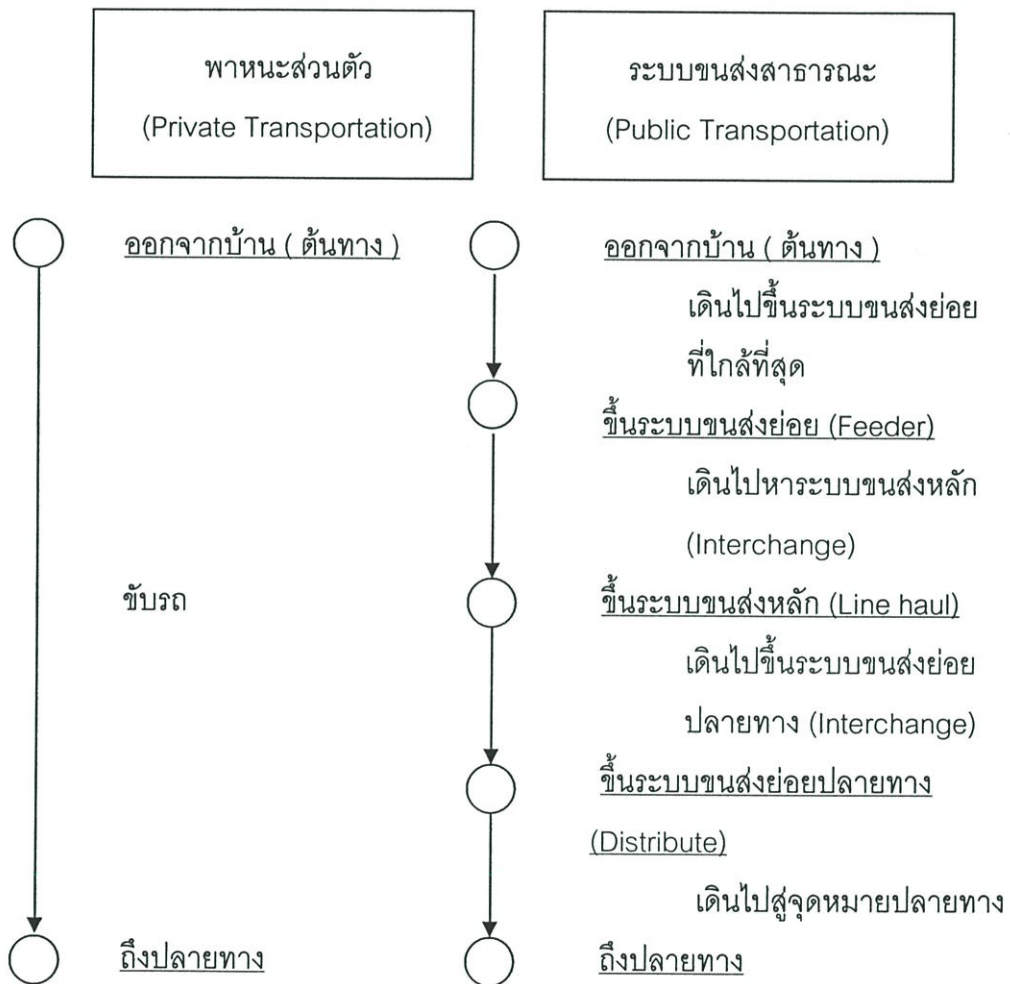 พาหนะส่วนตัว
(Private Transportation)
ระบบขนส่งสาธารณะ
(Public Transportation)
ออกจากบ้าน ( ต้นทาง )
ขับรถ
ถึงปลายทาง
ออกจากบ้าน ( ต้นทาง )
เดินไปขึ้นระบบขนส่งย่อย
ที่ใกล้ที่สุด
ขึ้นระบบขนส่งย่อย (Feeder)
เดินไปหาระบบขนส่งหลัก
(Interchange)
ขึ้นระบบขนส่งหลัก (Line haul)
เดินไปขึ้นระบบขนส่งย่อย
ปลายทาง (Interchange)
ขึ้นระบบขนส่งย่อยปลายทาง
(Distribute)
เดินไปสู่จุดหมายปลายทาง
ถึงปลายทาง